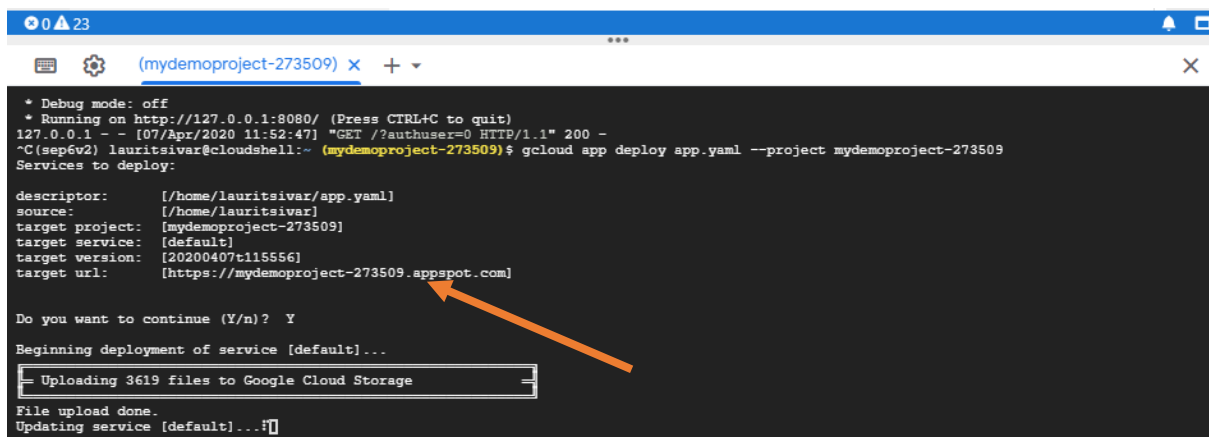 0 23
(mydemoproject-273509)
* Debug mode: off
* Running on http://127.0.0.1:8080/ (Press CTRL+C to quit)
127.0.0.1 - - [07/Apr/2020 11:52:47] "GET /?authuser=0 HTTP/1.1" 200 -
^C(sep6v2) lauritsivar@cloudshell:~ (mydemoproject-273509)$ gcloud app deploy app.yaml --project mydemoproject-273509
Services to deploy:
descriptor: [/home/lauritsivar/app.yaml]
source: [/home/lauritsivar]
target project: [mydemoproject-273509]
target service: [default]
target version: [20200407t115556]
target url: [https://mydemoproject-273509.appspot.com]
Do you want to continue (Y/n)? Y
Beginning deployment of service [default]...
Uploading 3619 files to Google Cloud Storage
File upload done.
Updating service [default]...